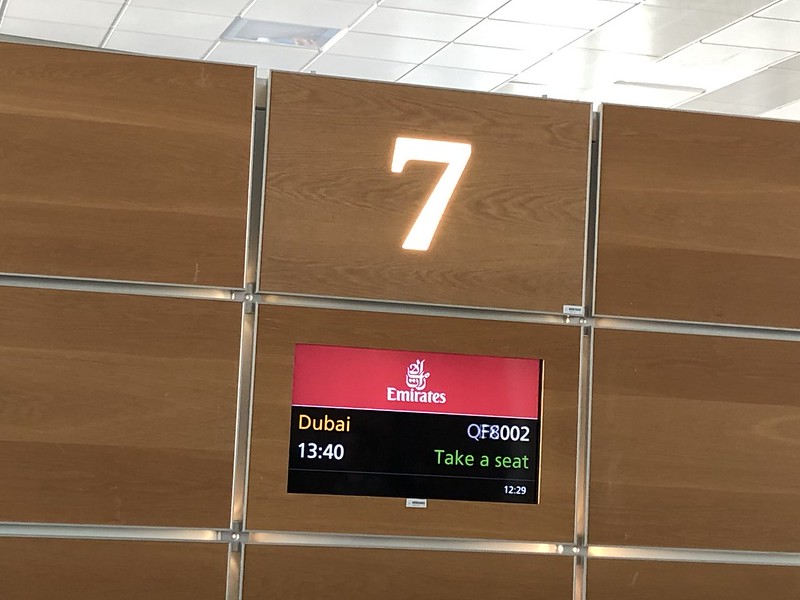 7
Emirates
Dubai
QF8002
13:40
Take a seat
12:29